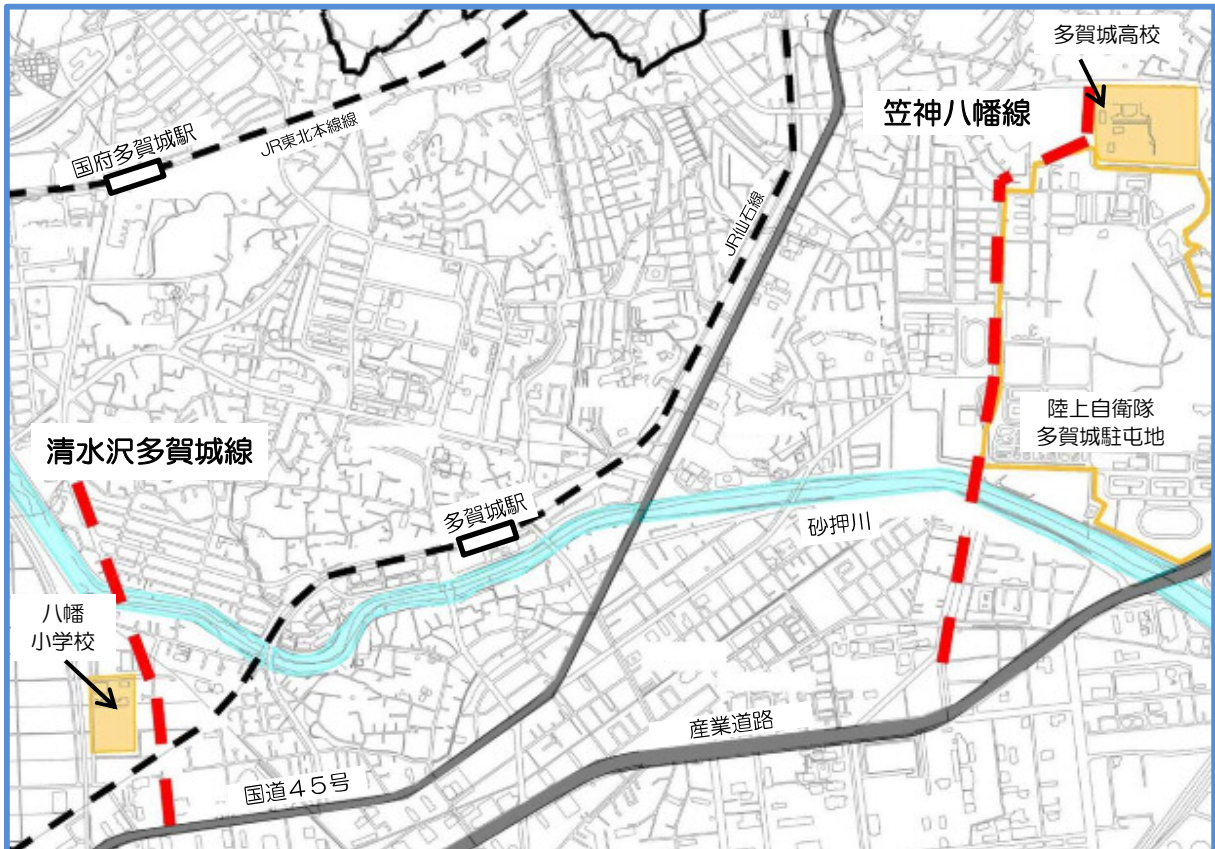 多賀城高校
笠神八幡線
国府多賀城駅
JR東北本線線
JR仙石線
陸上自衛隊
多賀城駐屯地
清水沢多賀城線
多賀城駅
砂押川
八幡
小学校
産業道路
国道45号